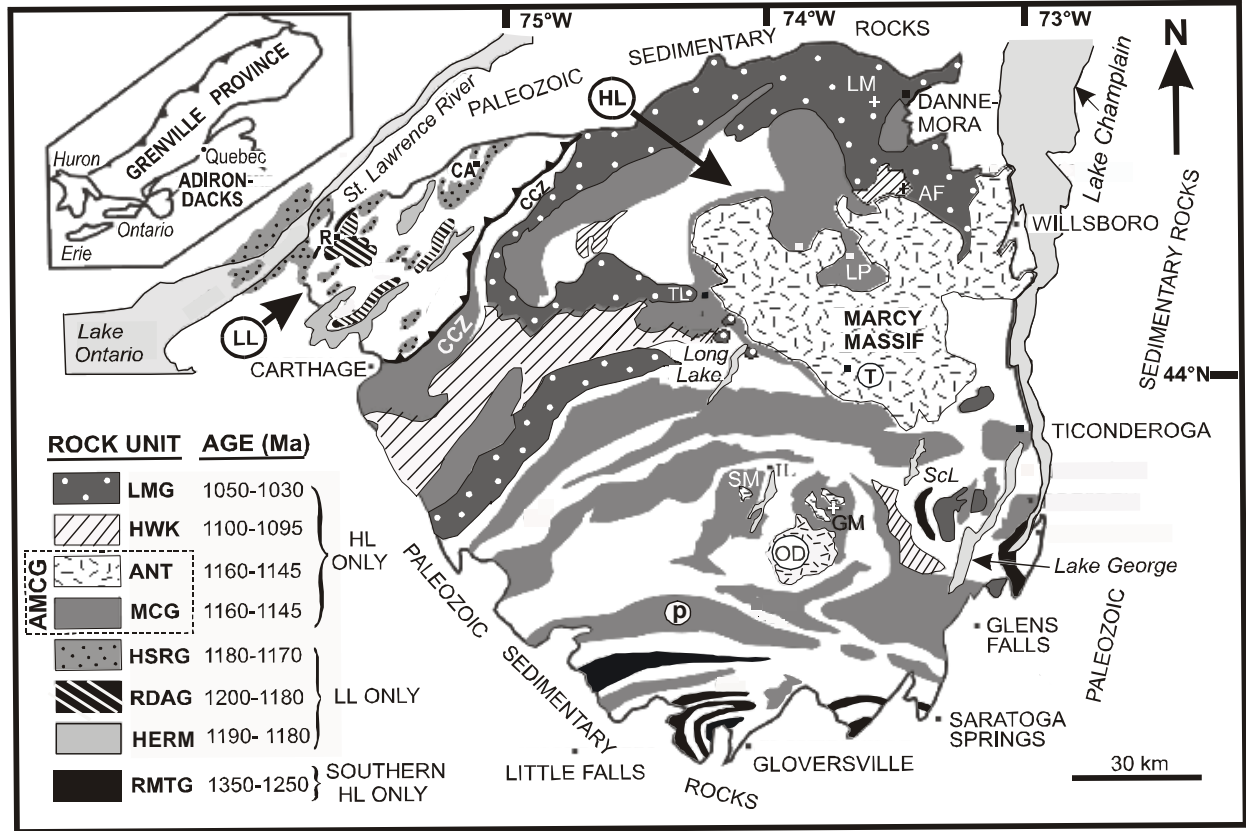 75°W
74°W
73°W
N
GRENVILLE PROVINCE
Huron
Quebec
ADIRON-
DACKS
Ontario
Erie
St. Lawrence River
PALEOZOIC
SEDIMENTARY
ROCKS
HL
LM
DANNE-
MORA
Lake Champlain
CA
CCZ
AF
R
WILLSBORO
SEDIMENTARY ROCKS
LP
TL
LL
Lake
Ontario
CCZ
MARCY
MASSIF
CARTHAGE
Long
Lake
T
44°N
TICONDEROGA
ROCK UNIT
AGE (Ma)
LMG 1050-1030
HWK 1100-1095
ANT 1160-1145
MCG 1160-1145
AMCG
HL
ONLY
HSRG 1180-1170
RDAG 1200-1180
HERM 1190- 1180
LL ONLY
RMTG 1350-1250
SOUTHERN
HL ONLY
SM
IL
ScL
GM
OD
Lake George
PALEOZOIC
SEDIMENTARY
ROCKS
p
GLENS
FALLS
PALEOZOIC
SARATOGA
SPRINGS
LITTLE FALLS
GLOVERSVILLE
30 km